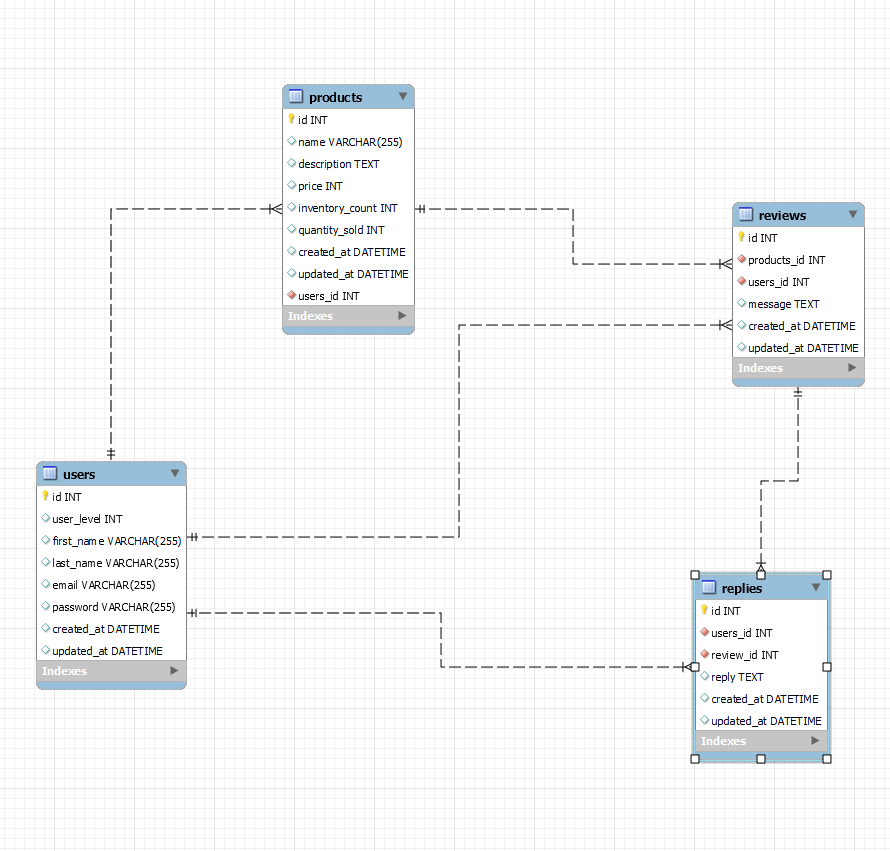 products
id INT
name VARCHAR(255)
description TEXT
price INT
inventory_count INT
quantity_sold INT
created_at DATETIME
updated_at DATETIME
users_id INT
Indexes
reviews
id INT
products_id INT
users_id INT
message TEXT
created_at DATETIME
updated_at DATETIME
Indexes
users
id INT
user_level INT
first_name VARCHAR(255)
last_name VARCHAR(255)
email VARCHAR(255)
password VARCHAR(255)
created_at DATETIME
updated_at DATETIME
Indexes
replies
id INT
users_id INT
review_id INT
reply TEXT
created_at DATETIME
updated_at DATETIME
Indexes